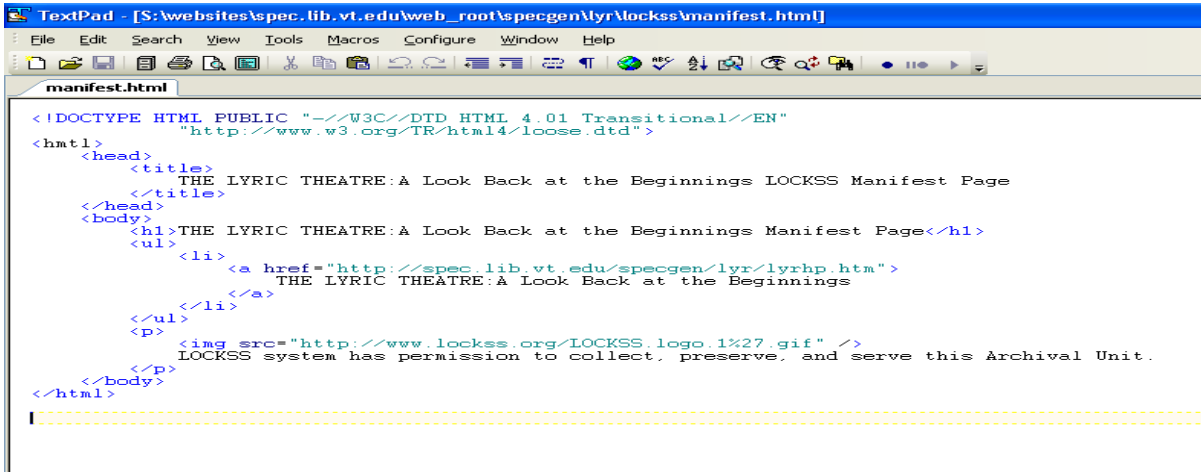 TextPad - [S:\websites\spec.lib.vt.edu\web_root\specgen\lyr\lockss\manifest.html]
File Edit Search View Tools Macros Configure Window Help
manifest.html
<!DOCTYPE HTML PUBLIC "-//W3C//DTD HTML 4.01 Transitional//EN"
"http://www.w3.org/TR/html4/loose.dtd">
<hmtl>
<head>
<title>
THE LYRIC THEATRE:A Look Back at the Beginnings LOCKSS Manifest Page
</title>
</head>
<body>
<h1>THE LYRIC THEATRE:A Look Back at the Beginnings Manifest Page</h1>
<ul>
<li>
<a href="http://spec.lib.vt.edu/specgen/lyr/lyrhp.htm">
THE LYRIC THEATRE:A Look Back at the Beginnings
</a>
</li>
</ul>
<p>
<img src="http://www.lockss.org/LOCKSS.logo.1%27.gif" />
LOCKSS system has permission to collect, preserve, and serve this Archival Unit.
</p>
</body>
</html>